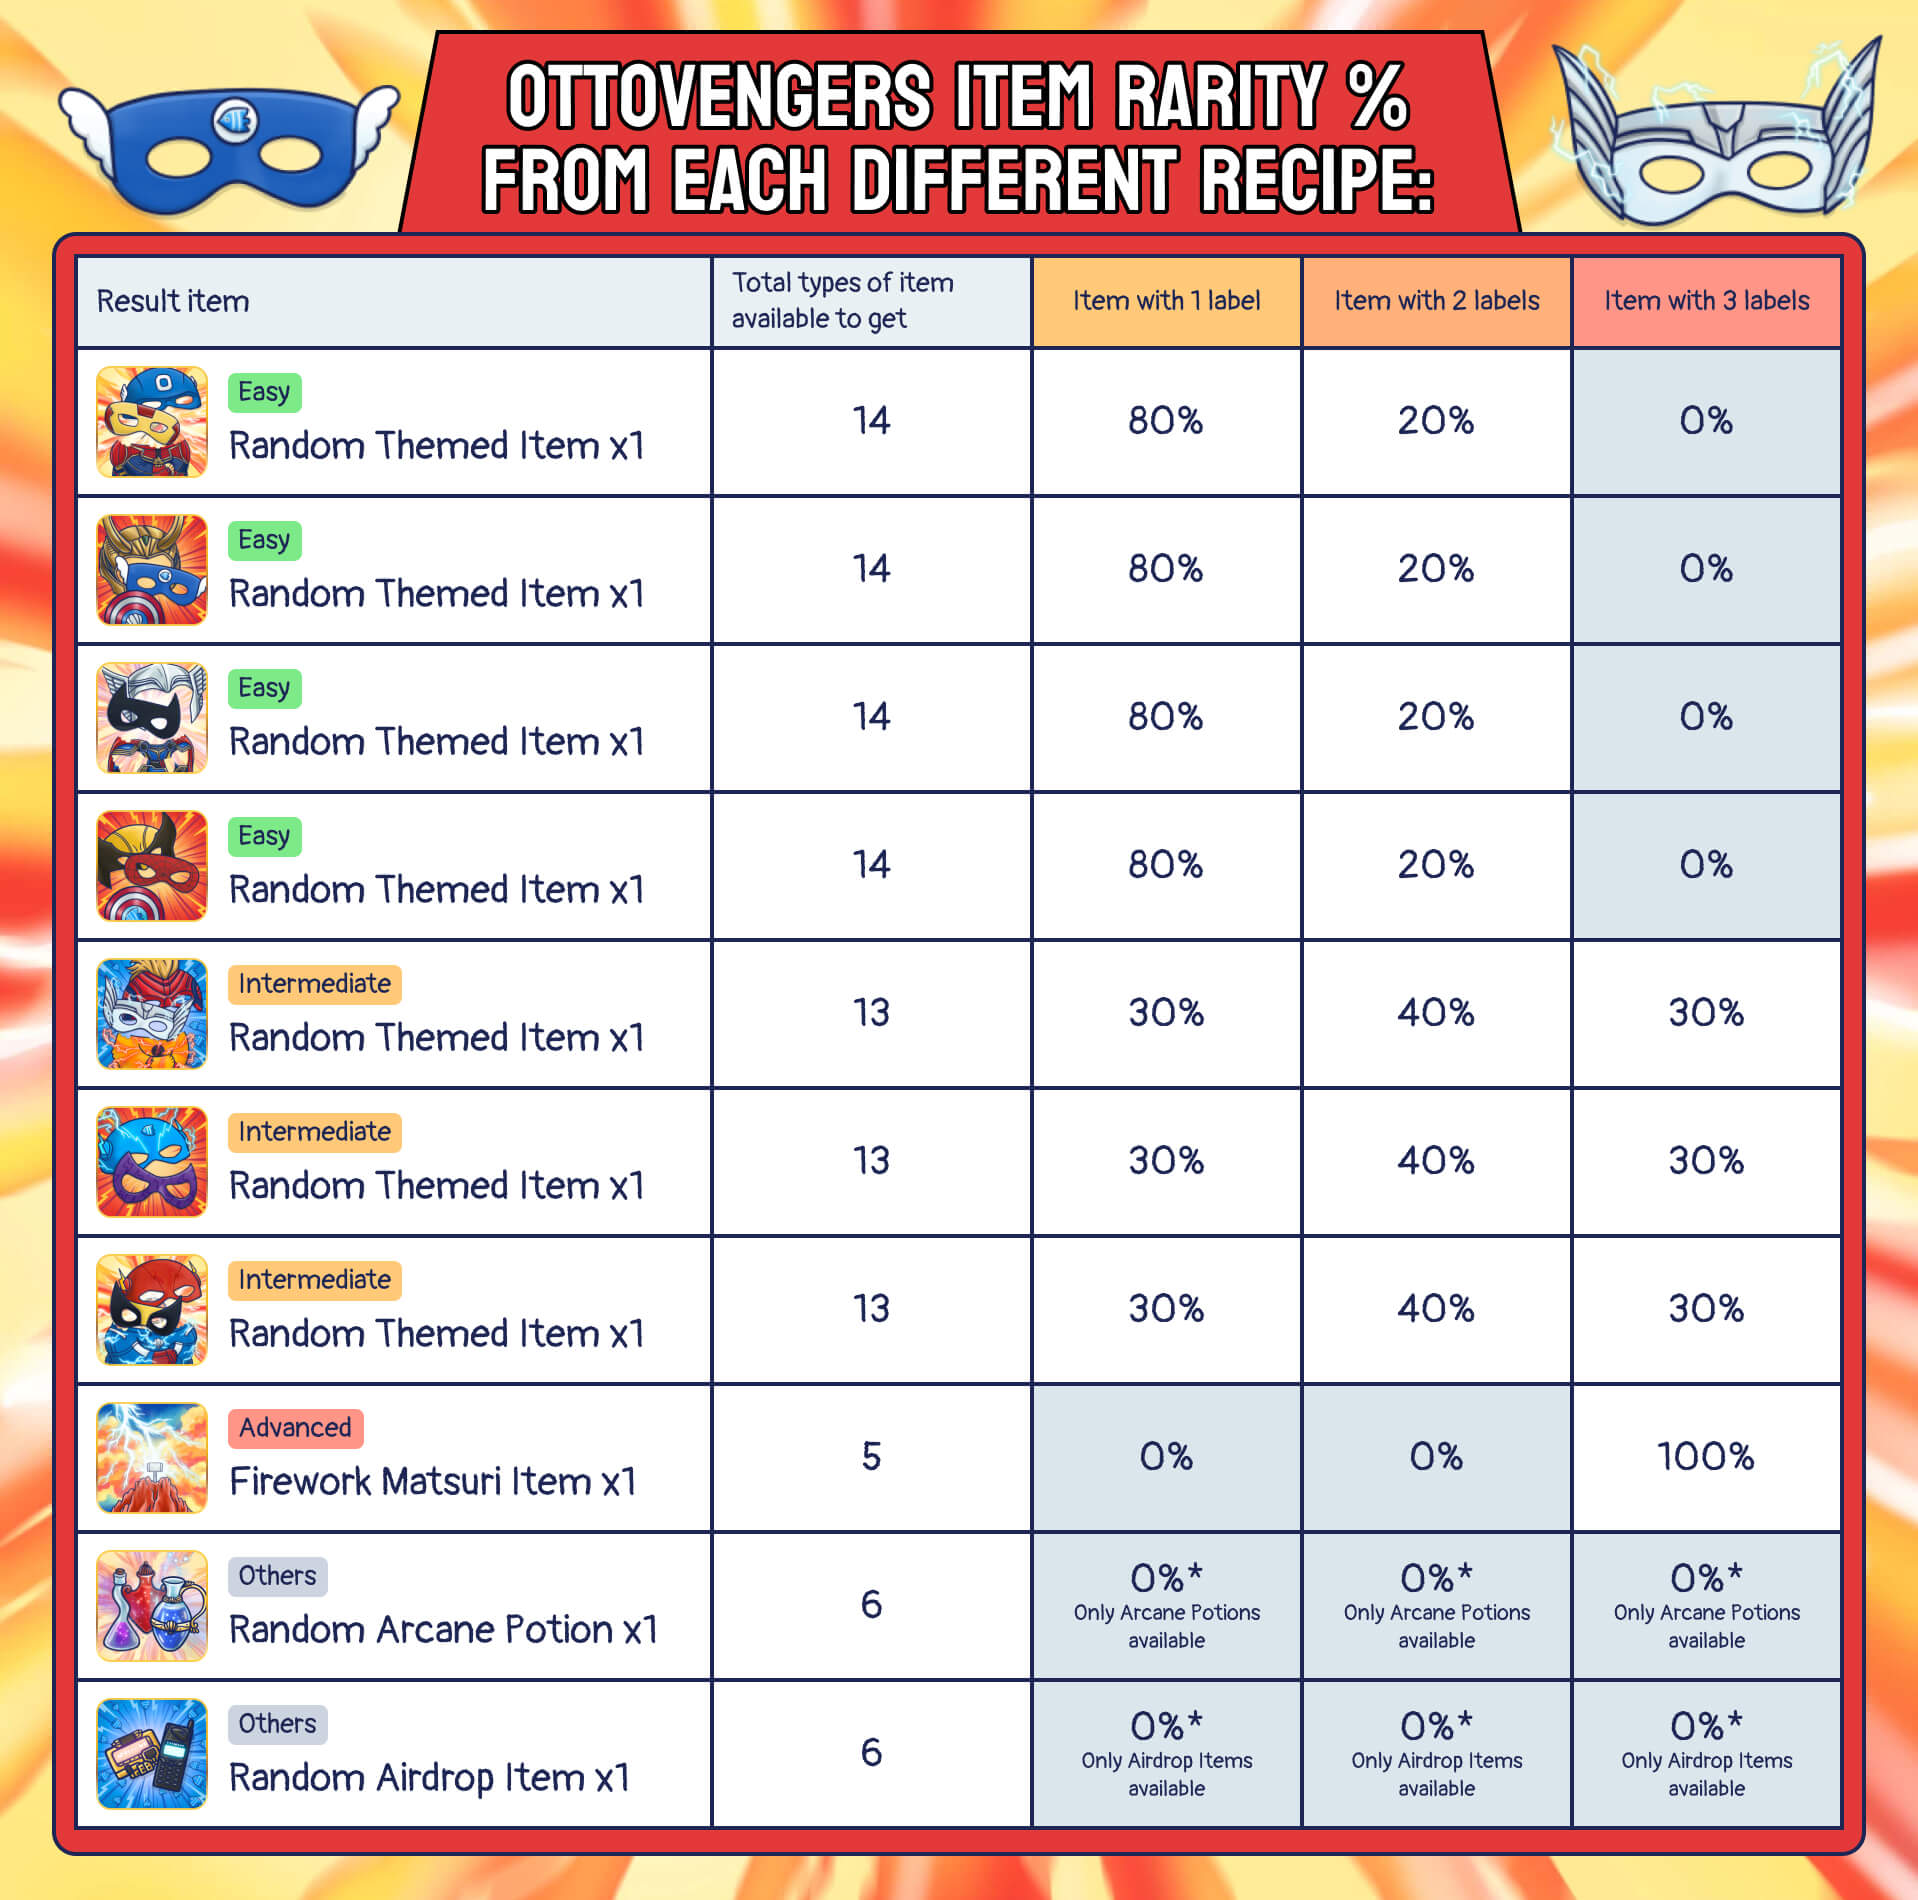 OTTOVENGERS ITEM RARITY %
FROM EACH DIFFERENT RECIPE:
Result item
Total types of item
available to get
Item with 1 label
Item with 2 labels
Item with 3 labels
Easy
Random Themed Item x1
14
80%
20%
0%
Easy
Random Themed Item x1
14
80%
20%
0%
Easy
Random Themed Item x1
14
80%
20%
0%
Easy
Random Themed Item x1
14
80%
20%
0%
Intermediate
Random Themed Item x1
13
30%
40%
30%
Intermediate
Random Themed Item x1
13
30%
40%
30%
Intermediate
Random Themed Item x1
13
30%
40%
30%
Advanced
Firework Matsuri Item x1
5
0%
0%
100%
Others
Random Arcane Potion x1
6
0%*
Only Arcane Potions
available
0%*
Only Arcane Potions
available
0%*
Only Arcane Potions
available
Others
Random Airdrop Item x1
6
0%*
Only Airdrop Items
available
0%*
Only Airdrop Items
available
0%*
Only Airdrop Items
available